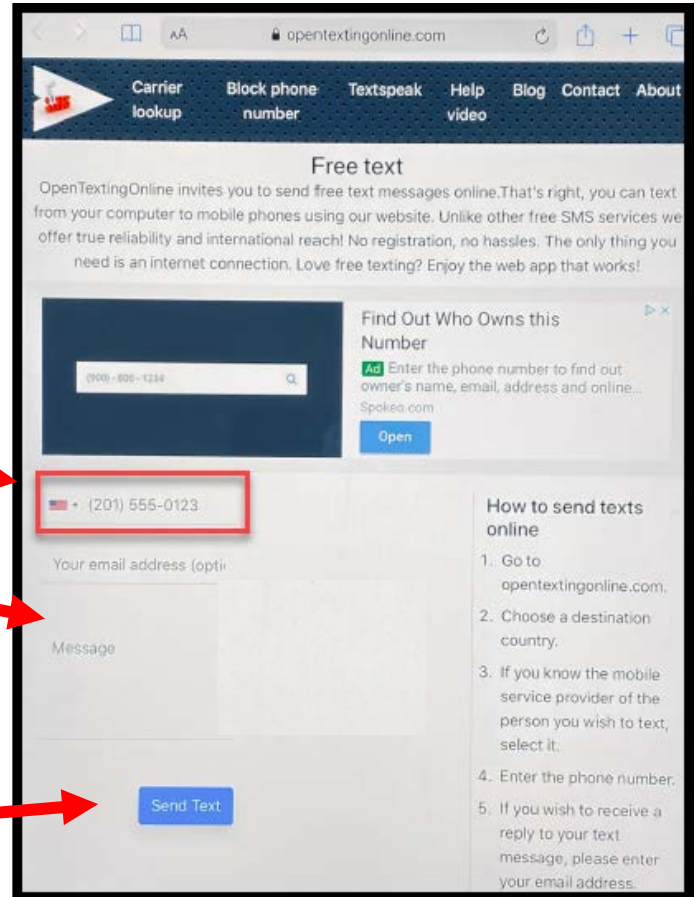 AA
opentextingonline.com
SMS
Carrier lookup
Block phone number
Textspeak
Help video
Blog
Contact
About
Free text
OpenTextingOnline invites you to send free text messages online.That's right, you can text
from your computer to mobile phones using our website. Unlike other free SMS services we
offer true reliability and international reach! No registration, no hassles. The only thing you
need is an internet connection. Love free texting? Enjoy the web app that works!
(900) - 800 - 1234
Find Out Who Owns this
Number
Ad Enter the phone number to find out
owner's name, email, address and online...
Spokeo.com
Open
(201) 555-0123
Your email address (opti
Message
Send Text
How to send texts
online
1. Go to
opentextingonline.com.
2. Choose a destination
country.
3. If you know the mobile
service provider of the
person you wish to text,
select it.
4. Enter the phone number.
5. If you wish to receive a
reply to your text
message, please enter
your email address.